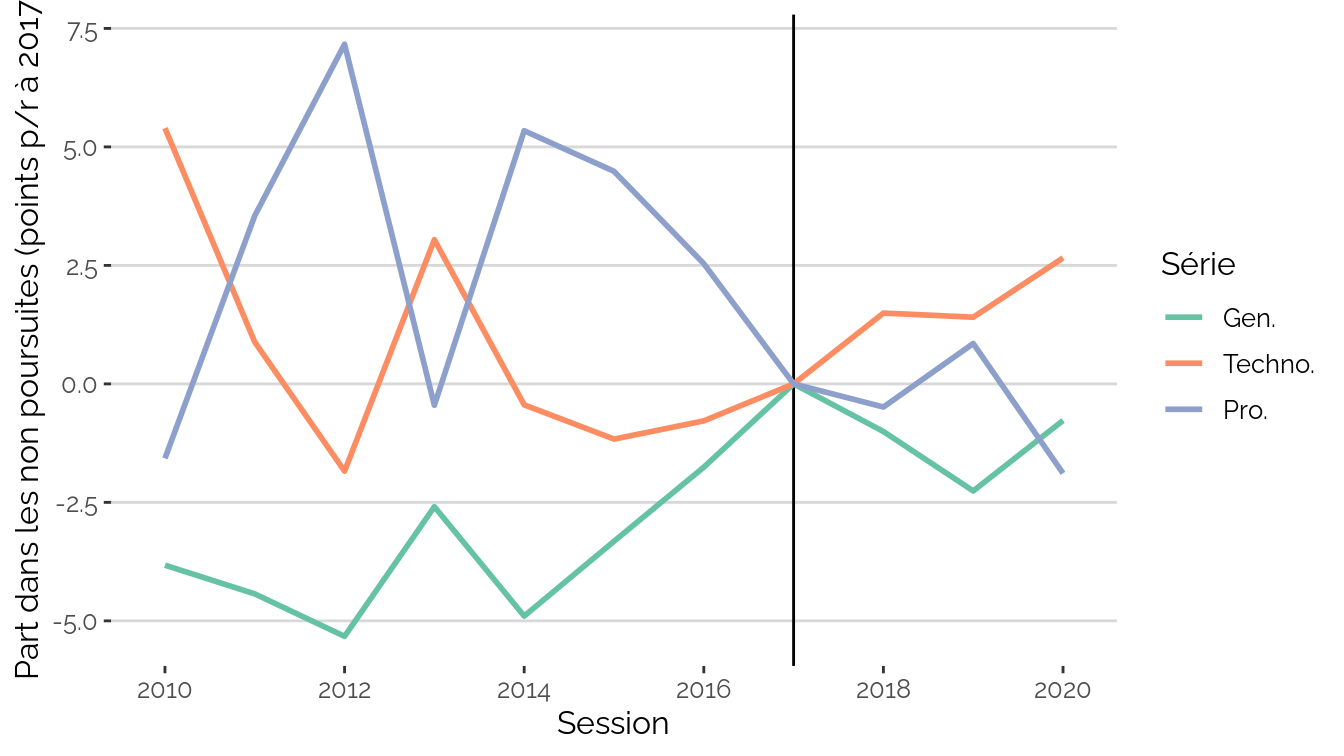 Part dans les non poursuites (points p/r à 2017
7.5
5.0
2.5
0.0
-2.5
-5.0
2010 2012 2014 2016 2018 2020
Session
Série
Gen.
Techno.
Pro.